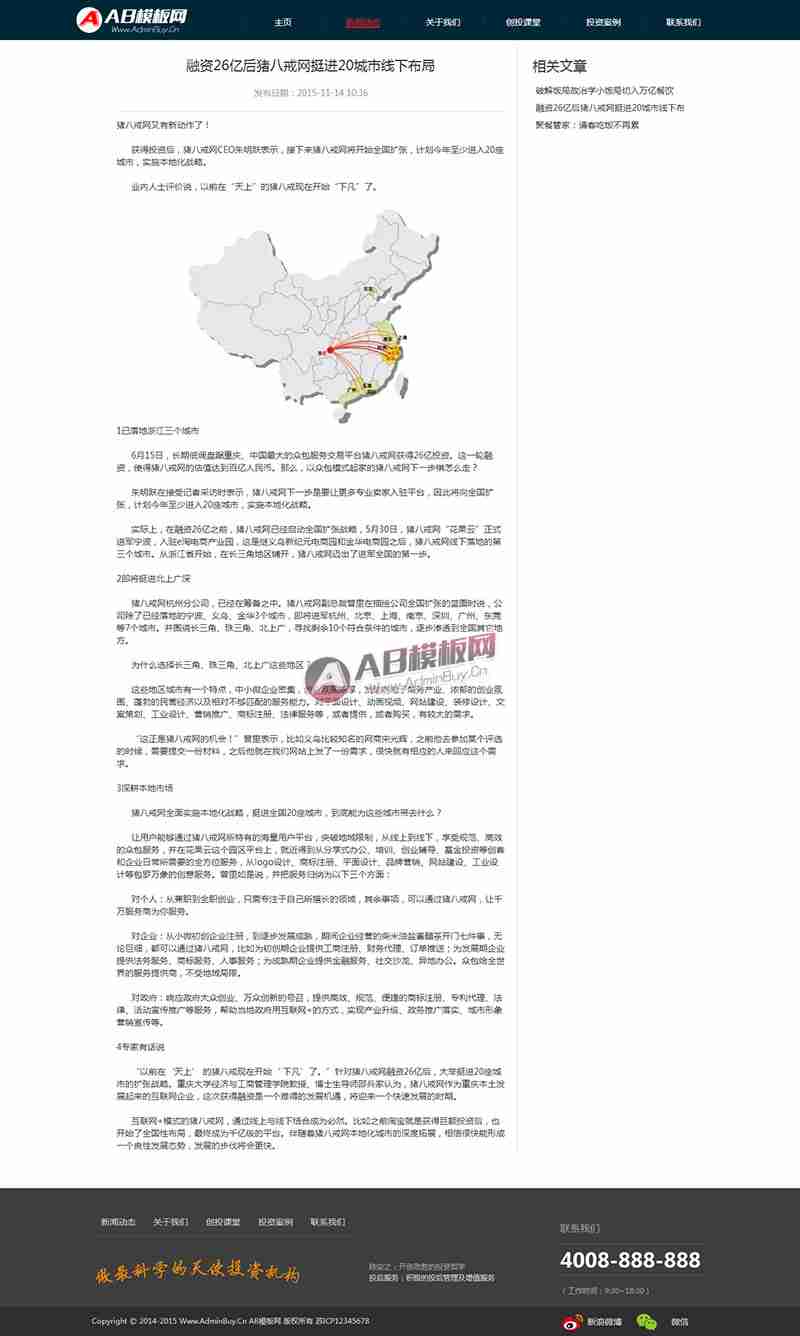 AB模板网
Www.AdminBuy.Cn
主页
新闻动态
关于我们
创投课堂
投资案例
联系我们
融资26亿后猪八戒网挺进20城市线下布局
发布日期：2015-11-14 10:36
猪八戒网又有新动作了！
获得投资后，猪八戒网CEO朱明跃表示，接下来猪八戒网将开始全国扩张，计划今年至少进入20座
城市，实施本地化战略。
业内人士评价说，以前在“天上”的猪八戒现在开始“下凡”了。
1已落地浙江三个城市
6月15日，长期低调盘踞重庆、中国最大的众包服务交易平台猪八戒网获得26亿投资。这一轮融
资，使得猪八戒网的估值达到百亿人民币。那么，以众包模式起家的猪八戒网下一步棋怎么走？
朱明跃在接受记者采访时表示，猪八戒网下一步是要让更多专业卖家入驻平台，因此将向全国扩
张，计划今年至少进入20座城市，实施本地化战略。
实际上，在融资26亿之前，猪八戒网已经启动全国扩张战略，5月30日，猪八戒网“花果云”正式
进军宁波，入驻e淘电商产业园，这是继义乌新纪元电商园和金华电商园之后，猪八戒网线下落地的第
三个城市。从浙江省开始，在长三角地区铺开，猪八戒网迈出了进军全国的第一步。
2即将挺进北上广深
猪八戒网杭州分公司，已经在筹备之中。猪八戒网副总裁曾里在描绘公司全国扩张的蓝图时说，公
司除了已经落地的宁波、义乌、金华3个城市，即将进军杭州、北京、上海、南京、深圳、广州、东莞
等7个城市。并围绕长三角、珠三角、北上广，寻找剩余10个符合条件的城市，逐步渗透到全国其它地
方。
为什么选择长三角、珠三角、北上广这些地区？
AB模板网
Www.AdminBuy.Cn
这些地区城市有一个特点，中小微企业密集，
服务产业、浓郁的创业氛
围、蓬勃的民营经济以及相对不够匹配的服务能力。对平面设计、动画视频、网站建设、装修设计、文
案策划、工业设计、营销推广、商标注册、法律服务等，或者提供，或者购买，有较大的需求。
“这正是猪八戒网的机会！”曾里表示，比如义乌比较知名的网商宋光辉，之前他去参加某个评选
的时候，需要提交一份材料，之后他就在我们网站上发了一份需求，很快就有相应的人来回应这个需
求。
3深耕本地市场
猪八戒网全面实施本地化战略，挺进全国20座城市，到底能为这些城市带去什么？
让用户能够通过猪八戒网所特有的海量用户平台，突破地域限制，从线上到线下，享受规范、高效
的众包服务，并在花果云这个园区平台上，就近得到从分享式办公、培训、创业辅导、基金投资等创客
和企业日常所需要的全方位服务，从logo设计、商标注册、平面设计、品牌营销、网站建设、工业设
计等包罗万象的创意服务。曾里如是说，并把服务归纳为以下三个方面：
对个人：从兼职到全职创业，只需专注于自己所擅长的领域，其余事项，可以通过猪八戒网，让千
万服务商为你服务。
对企业：从小微初创企业注册，到逐步发展成熟，期间企业经营的柴米油盐酱醋茶开门七件事，无
论巨细，都可以通过猪八戒网，比如为初创期企业提供工商注册、财务代理、订单推送；为发展期企业
提供法务服务、商标服务、人事服务；为成熟期企业提供金融服务、社交沙龙、异地办公。众包给全世
界的服务提供商，不受地域局限。
对政府：响应政府大众创业、万众创新的号召，提供高效、规范、便捷的商标注册、专利代理、法
律、活动宣传推广等服务，帮助当地政府用互联网+的方式，实现产业升级、政务推广落实、城市形象
营销宣传等。
4专家有话说
“以前在‘天上’的猪八戒现在开始‘下凡’了。”针对猪八戒网融资26亿后，大举挺进20座城
市的扩张战略。重庆大学经济与工商管理学院教授、博士生导师邵兵家认为，猪八戒网作为重庆本土发
展起来的互联网企业，这次获得融资是一个难得的发展机遇，将迎来一个快速发展的时期。
互联网+模式的猪八戒网，通过线上与线下结合成为必然。比如之前淘宝就是获得巨额投资后，也
开始了全国性布局，最终成为千亿级的平台。伴随着猪八戒网本地化城市的深度拓展，相信很快能形成
一个良性发展态势，发展的步伐将会更快。
相关文章
破解饭局政治学小饭局切入万亿餐饮
融资26亿后猪八戒网挺进20城市线下布
聚餐管家：请客吃饭不再累
新闻动态
关于我们
创投课堂
投资案例
联系我们
做最科学的天使投资机构
投后服务：积极的投后管理及增值服务
联系我们
4008-888-888
（工作时间：9:00~18:00）
Copyright © 2014-2015 Www.AdminBuy.Cn AB模板网 版权所有 苏ICP12345678
新浪微博
微信